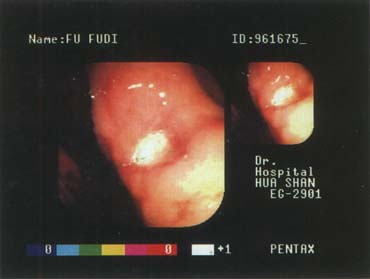 Name:FU FUDI
ID:961675_
Dr.
Hospital
HUA SHAN
EG-2901
0
0
+1
PENTAX